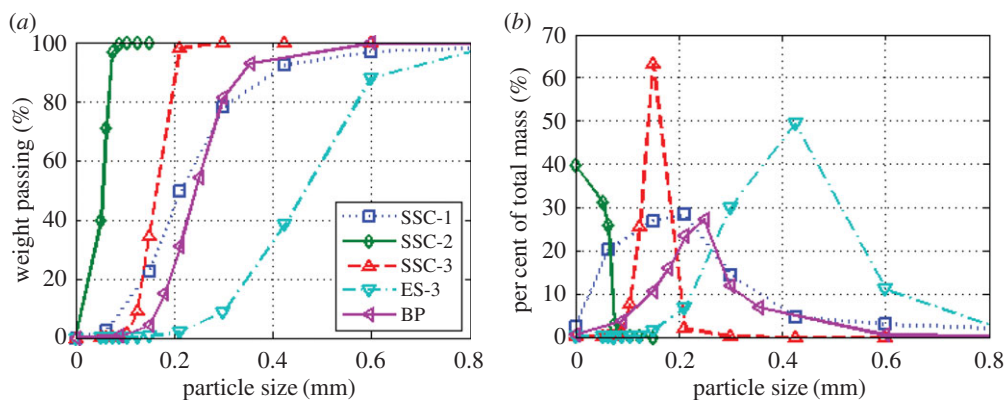 (a)
100
80
60
40
20
0
weight passing (%)
SSC-1
SSC-2
SSC-3
ES-3
BP
0 0.2 0.4 0.6 0.8
particle size (mm)
(b)
70
60
50
40
30
20
10
0
per cent of total mass (%)
0 0.2 0.4 0.6 0.8
particle size (mm)